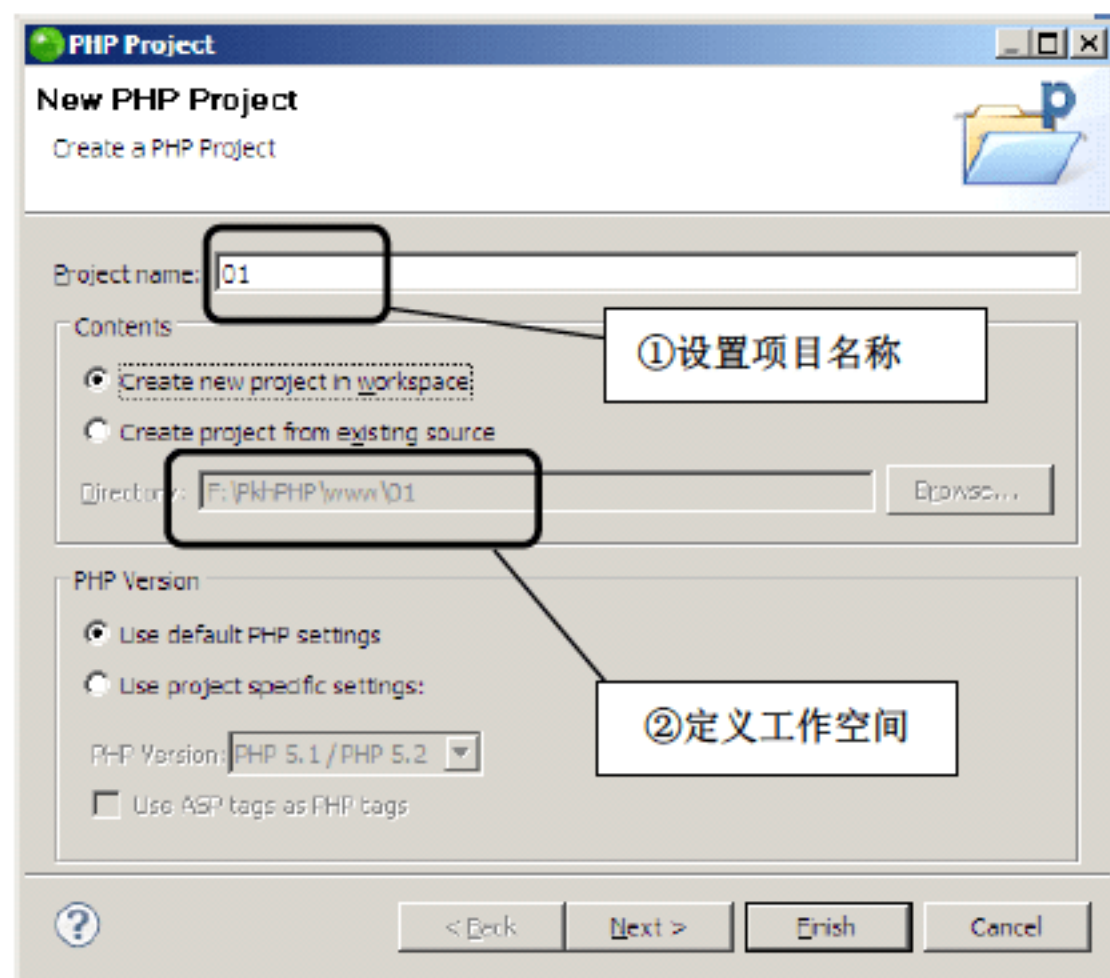 PHP Project
New PHP Project
Create a PHP Project
Project name: 01
Contents
①设置项目名称
Create new project in workspace
Create project from existing source
Directory: F:\PkhPHP\www\01
Browse...
PHP Version
Use default PHP settings
Use project specific settings:
②定义工作空间
PHP Version: PHP 5.1 / PHP 5.2
Use ASP tags as PHP tags
< Back
Next >
Finish
Cancel